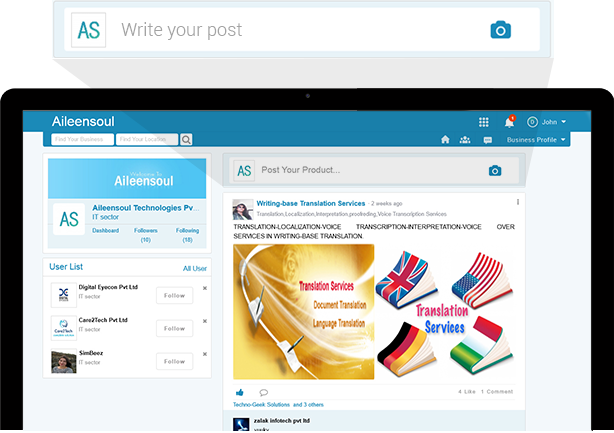 AS Write your post
Aileensoul
1
John
Find Your Business Find Your Location
Business Profile
Welcome To
Aileensoul
AS Post Your Product...
AS
Aileensoul Technologies Pv...
IT sector
Dashboard Followers Following
(10) (18)
Writing-base Translation Services - 2 weeks ago
Translation,Localization,Interpretation,proofreding,Voice Transcription Services
TRANSLATION-LOCALIZATION-VOICE TRANSCRIPTION-INTERPRETATION-VOICE OVER
SERVICES IN WRITING-BASE TRANSLATION.
User List All User
Digital Eyecon Pvt Ltd
IT sector
Follow
Care2Tech Pvt Ltd
IT sector
Follow
SimBeez
IT sector
Follow
Translation Services
Document Translation
Language Translation
Translation
Services
4 Like 1 Comment
Techno-Geek Solutions and 3 others
zalak infotech pvt ltd